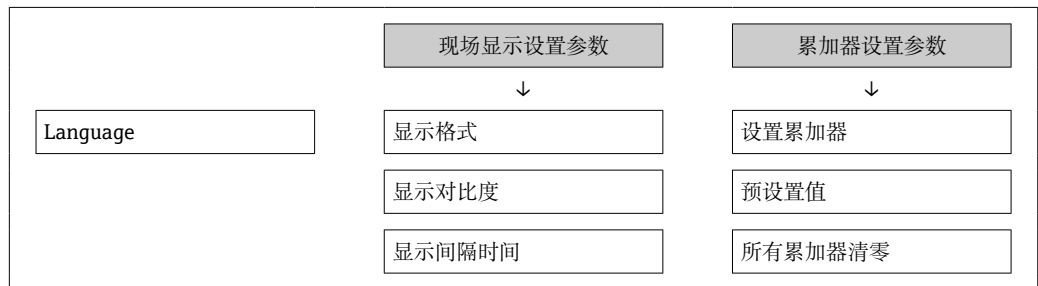 现场显示设置参数
累加器设置参数
↓
↓
Language
显示格式
设置累加器
显示对比度
预设置值
显示间隔时间
所有累加器清零